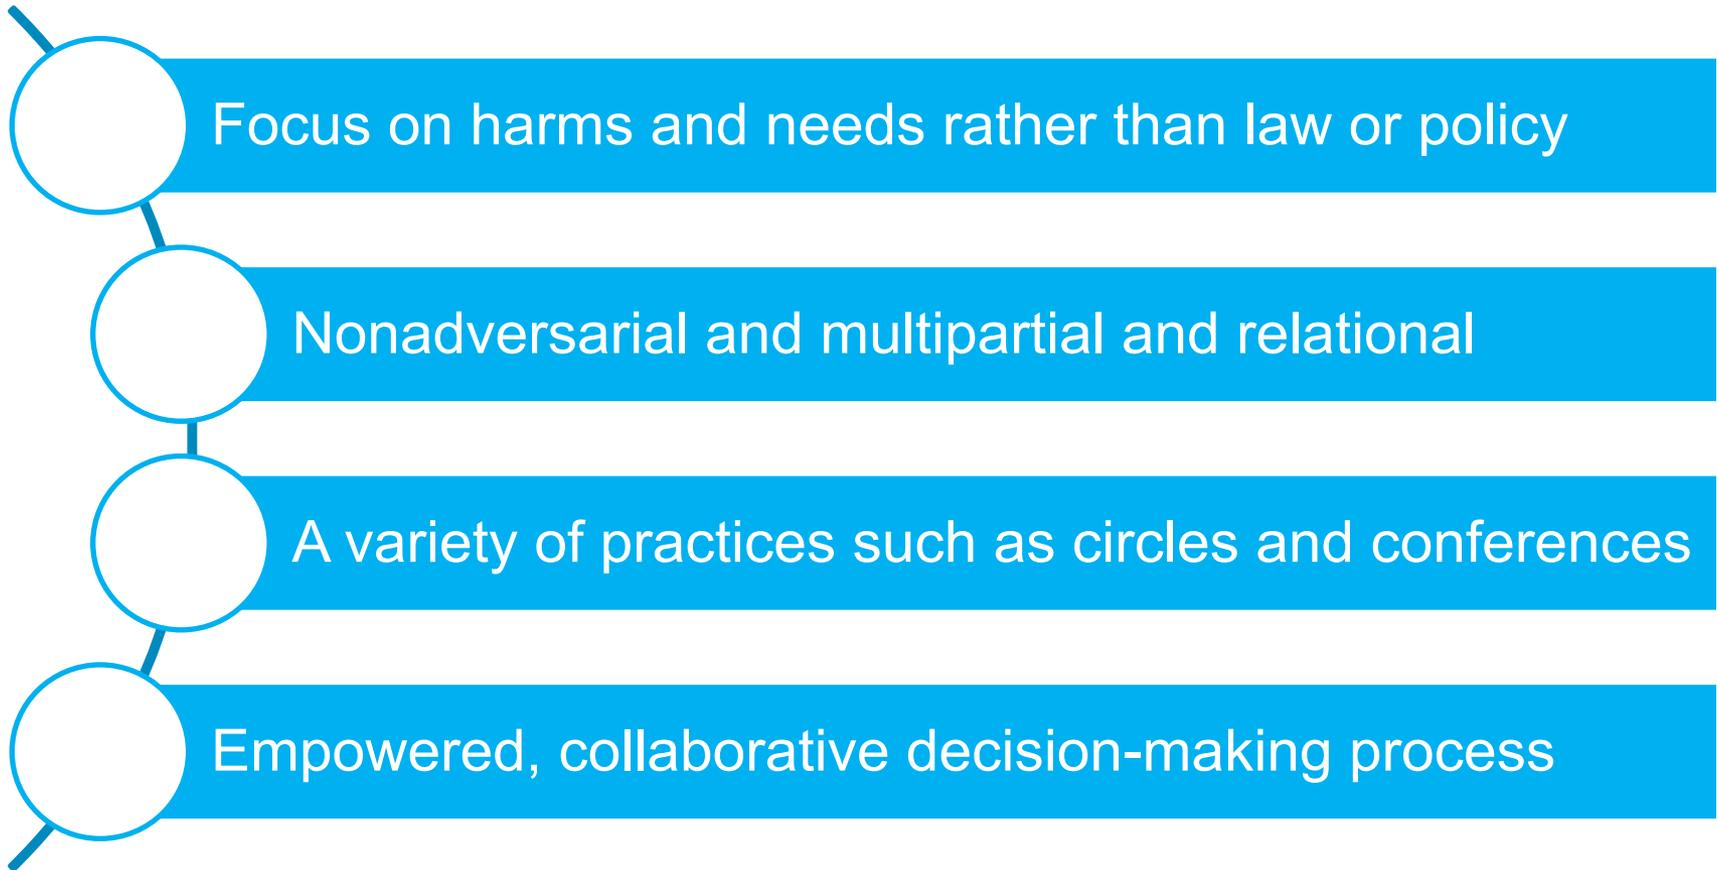 Focus on harms and needs rather than law or policy
Nonadversarial and multipartial and relational
A variety of practices such as circles and conferences
Empowered, collaborative decision-making process